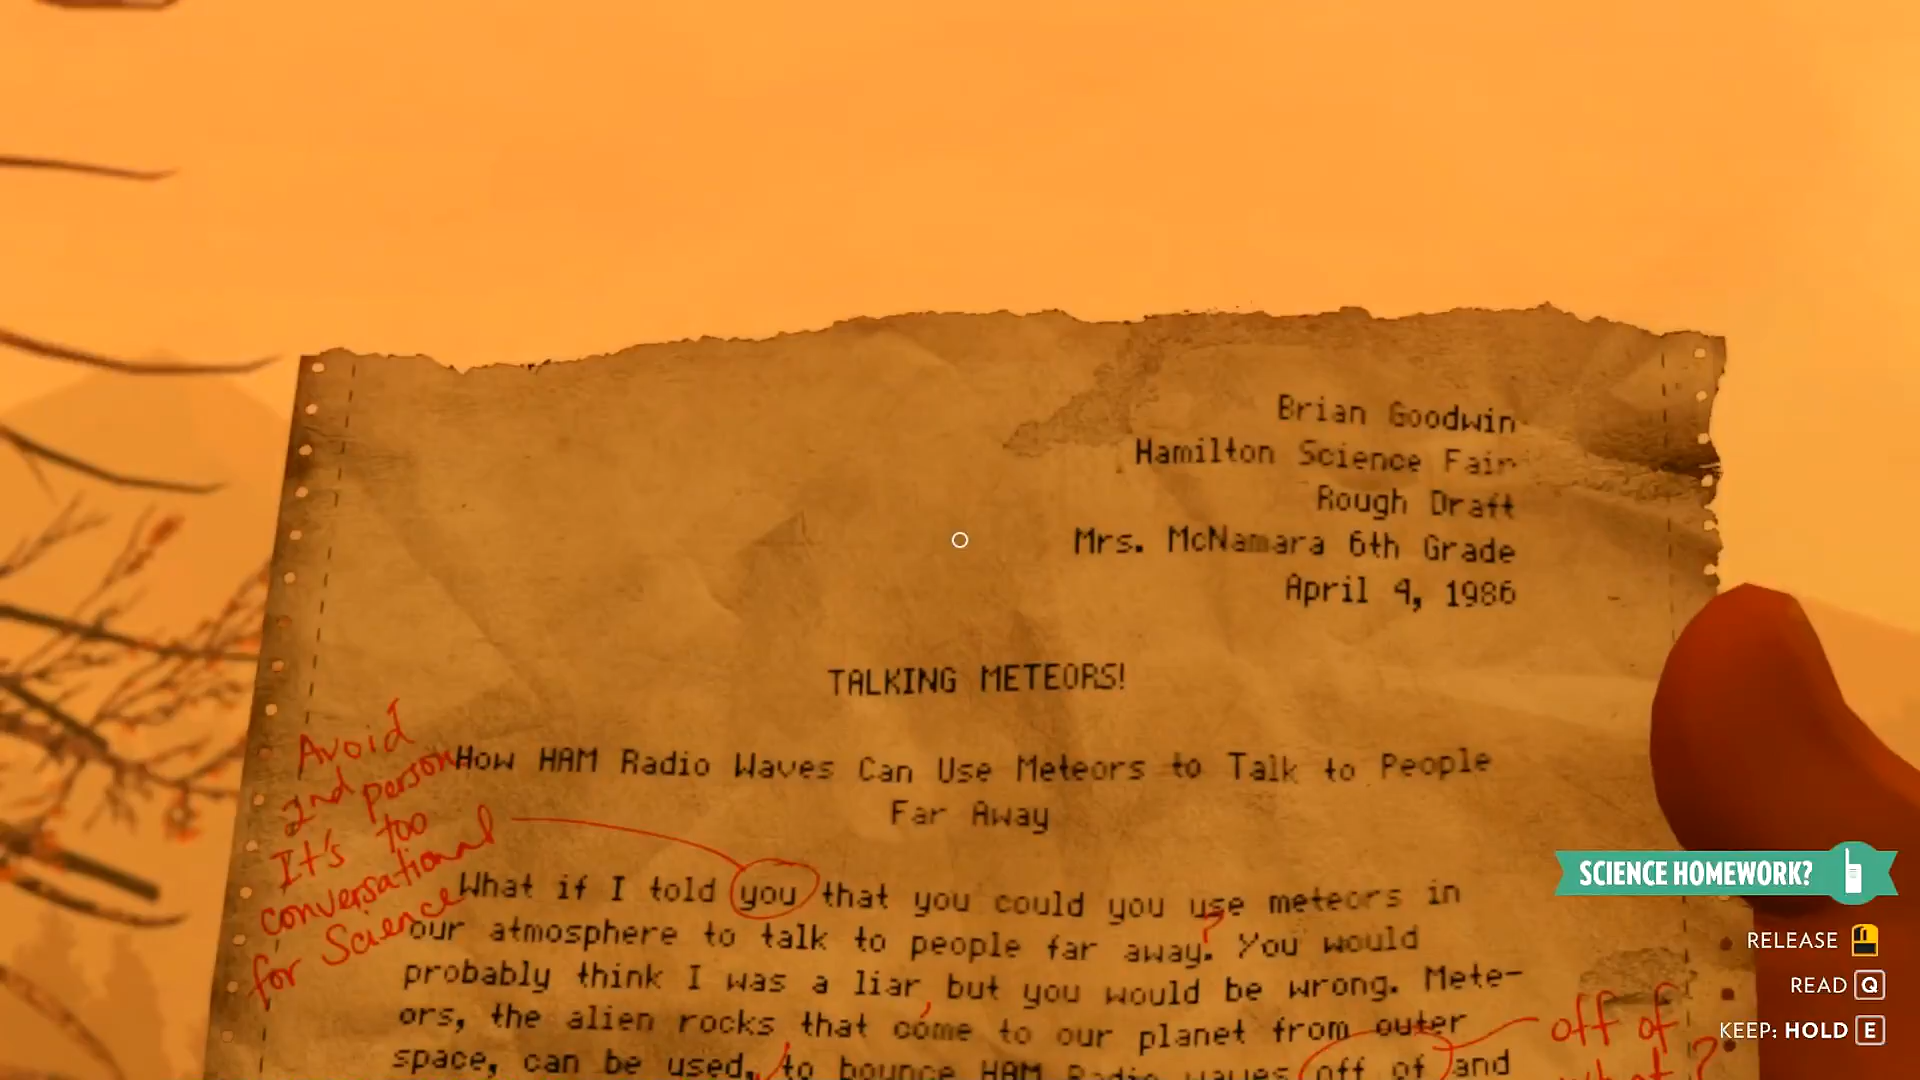 Brian Goodwin
Hamilton Science Fair
Rough Draft
Mrs. McNamara 6th Grade
April 4, 1986
TALKING METEORS!
How HAM Radio Waves Can Use Meteors to Talk to People
Far Away
Avoid
2nd person
It's too
conversational
for Science
What if I told you that you could you use meteors in
our atmosphere to talk to people far away. ? You would
probably think I was a liar, but you would be wrong. Mete-
ors, the alien rocks that come to our planet from outer
space, can be used, to bounce HAM Radio waves off of and
off of
what?
SCIENCE HOMEWORK?
RELEASE
READ Q
KEEP: HOLD E